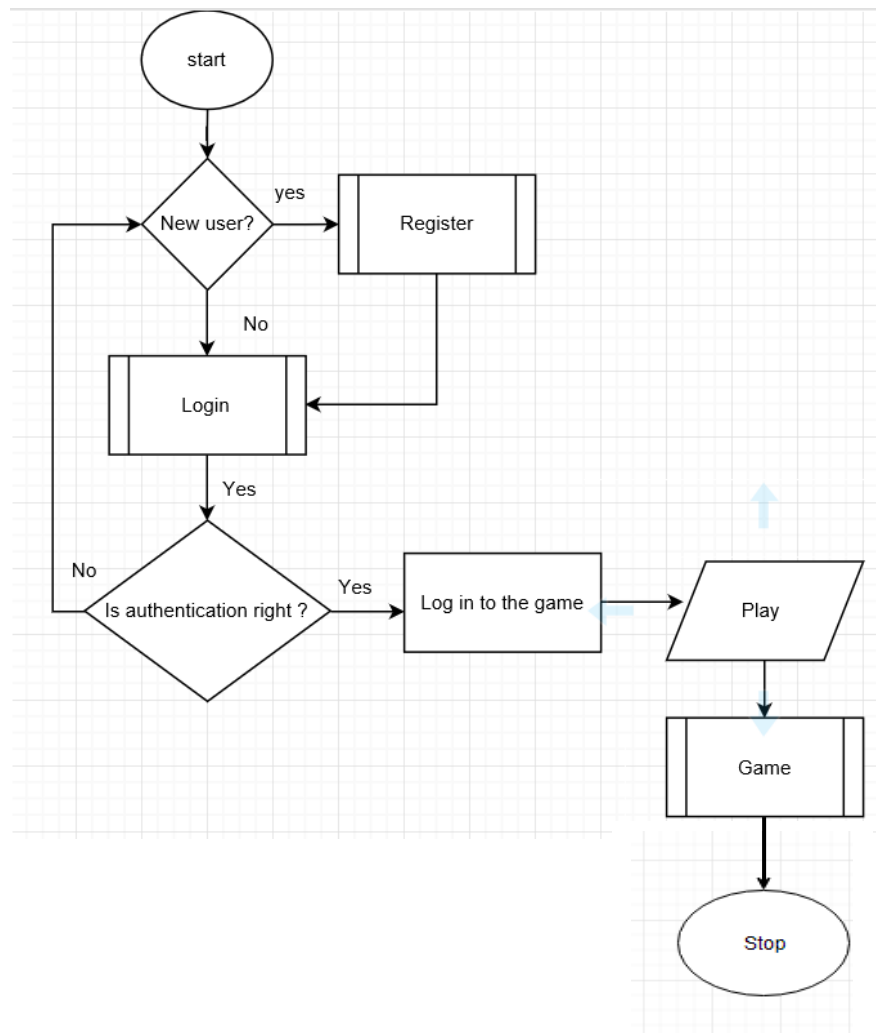 start
New user?
yes
Register
No
Login
Yes
No
Is authentication right ?
Yes
Log in to the game
Play
Game
Stop